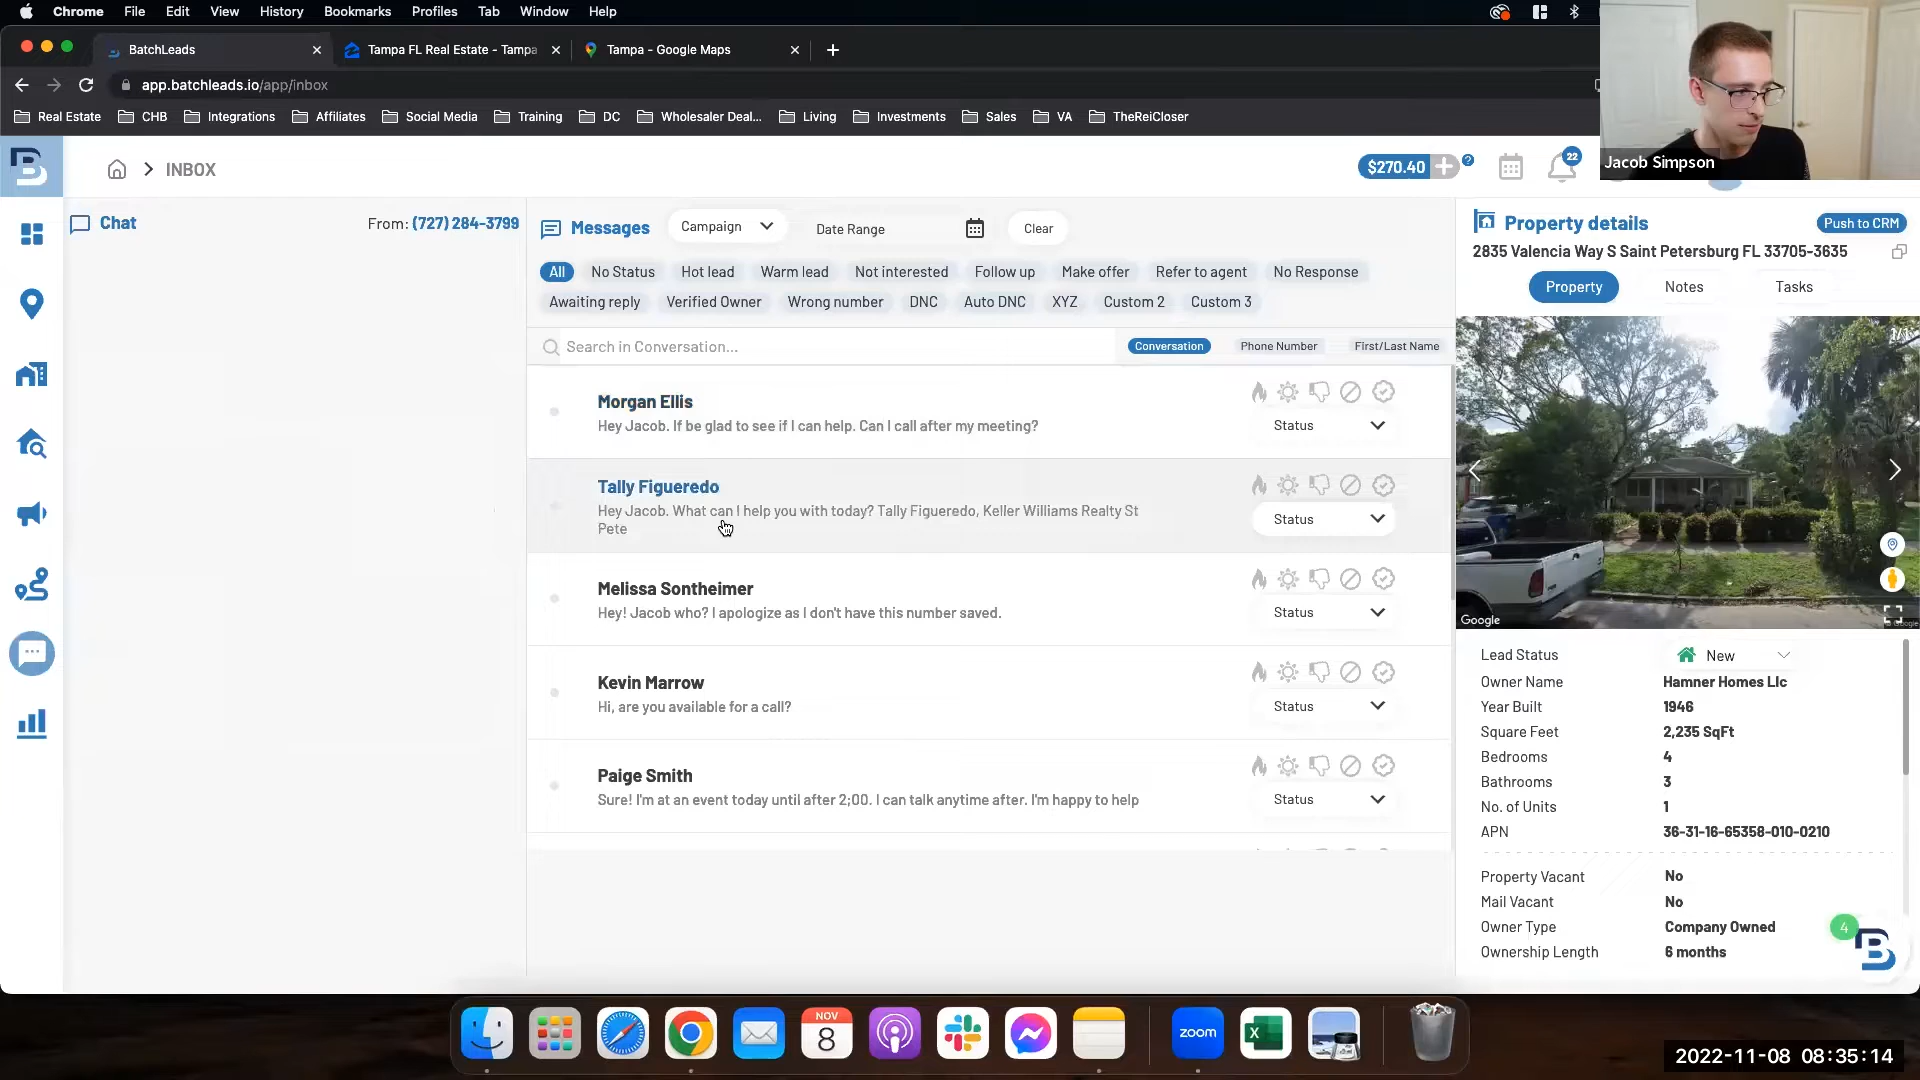 Chrome File Edit View History Bookmarks Profiles Tab Window Help
BatchLeads
Tampa FL Real Estate - Tampa
Tampa - Google Maps
app.batchleads.io/app/inbox
Real Estate CHB Integrations Affiliates Social Media Training DC Wholesaler Deal... Living Investments Sales VA TheReiCloser
Jacob Simpson
INBOX
$270.40
?
22
Chat
From: (727) 284-3799
Messages Campaign Date Range Clear
All No Status Hot lead Warm lead Not interested Follow up Make offer Refer to agent No Response
Awaiting reply Verified Owner Wrong number DNC Auto DNC XYZ Custom 2 Custom 3
Search in Conversation... Conversation Phone Number First/Last Name
Morgan Ellis
Hey Jacob. If be glad to see if I can help. Can I call after my meeting?
Status
Tally Figueredo
Hey Jacob. What can I help you with today? Tally Figueredo, Keller Williams Realty St
Pete
Status
Melissa Sontheimer
Hey! Jacob who? I apologize as I don't have this number saved.
Status
Kevin Marrow
Hi, are you available for a call?
Status
Paige Smith
Sure! I'm at an event today until after 2;00. I can talk anytime after. I'm happy to help
Status
Property details Push to CRM
2835 Valencia Way S Saint Petersburg FL 33705-3635
Property Notes Tasks
1/1
Google
© Google
Lead Status New
Owner Name Hamner Homes Llc
Year Built 1946
Square Feet 2,235 SqFt
Bedrooms 4
Bathrooms 3
No. of Units 1
APN 36-31-16-65358-010-0210
Property Vacant No
Mail Vacant No
Owner Type Company Owned
Ownership Length 6 months
4
NOV
8
zoom
2022-11-08 08:35:14